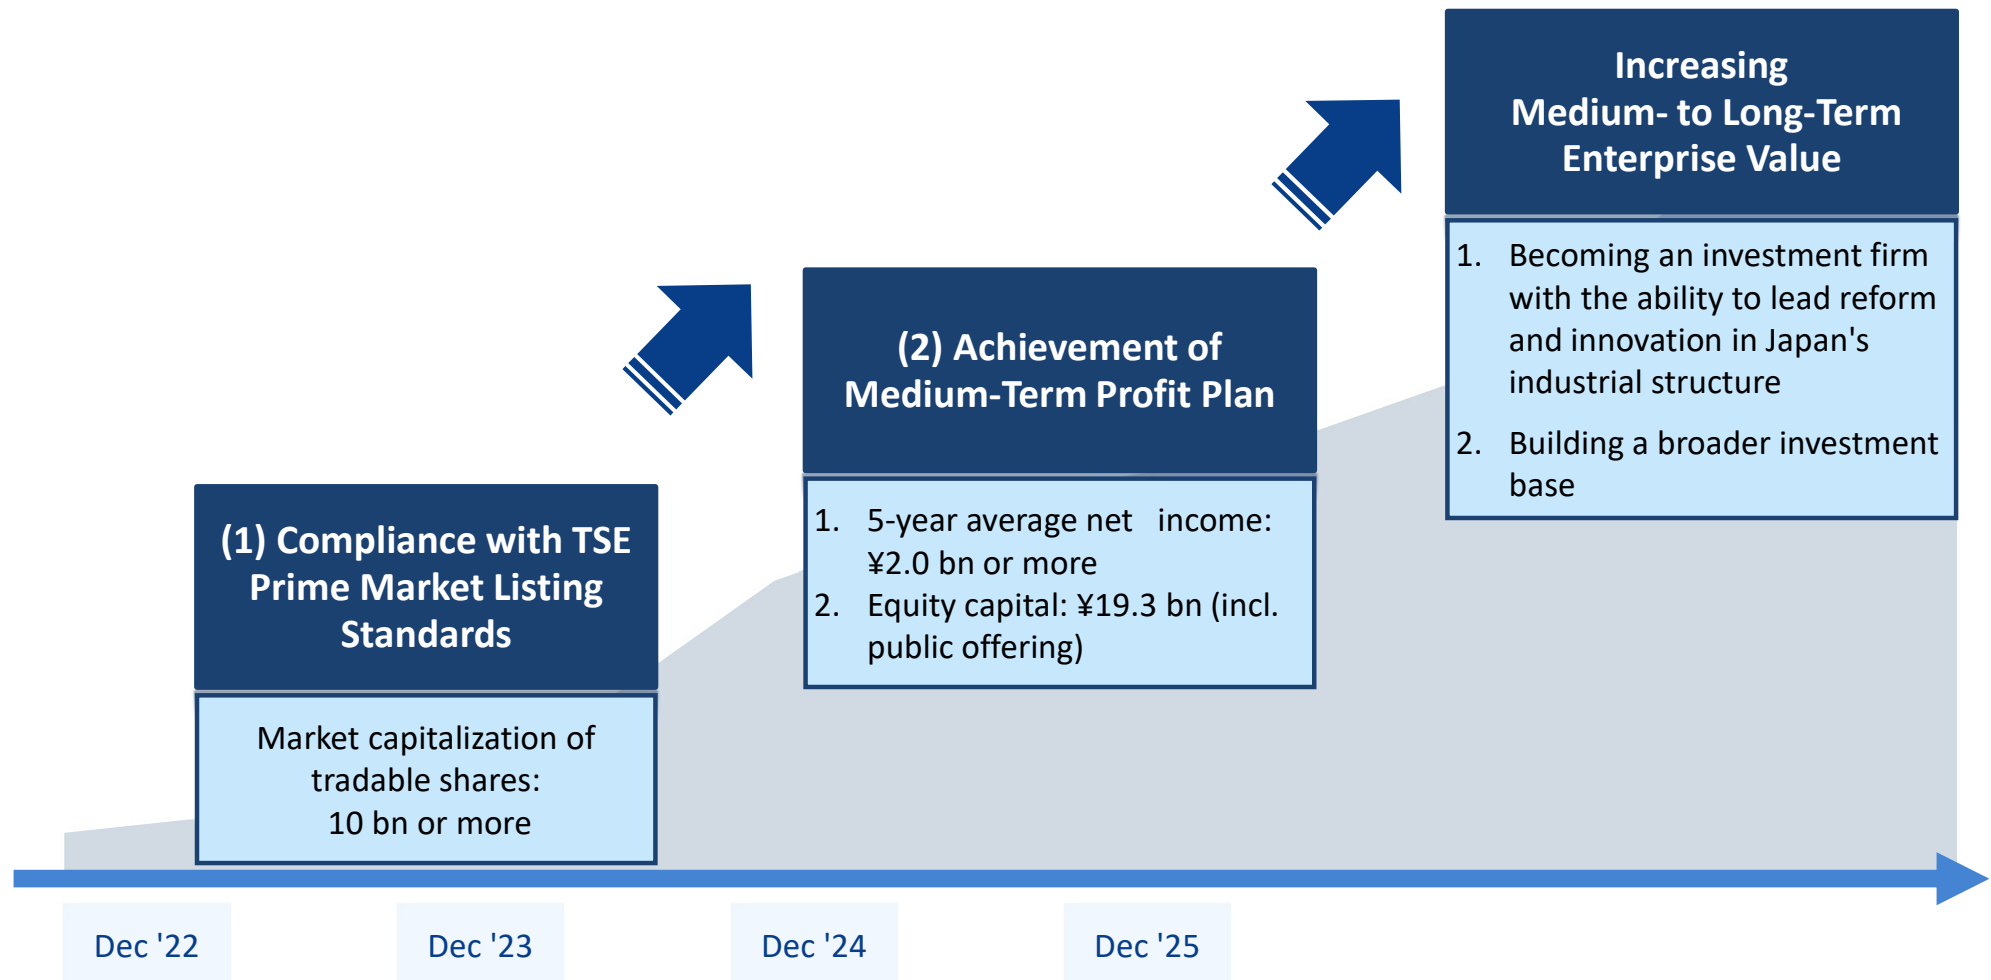 (1) Compliance with TSE
Prime Market Listing
Standards
Market capitalization of
tradable shares:
10 bn or more
(2) Achievement of
Medium-Term Profit Plan
1. 5-year average net income:
¥2.0 bn or more
2. Equity capital: ¥19.3 bn (incl.
public offering)
Increasing
Medium- to Long-Term
Enterprise Value
1. Becoming an investment firm
with the ability to lead reform
and innovation in Japan's
industrial structure
2. Building a broader investment
base
Dec '22
Dec '23
Dec '24
Dec '25